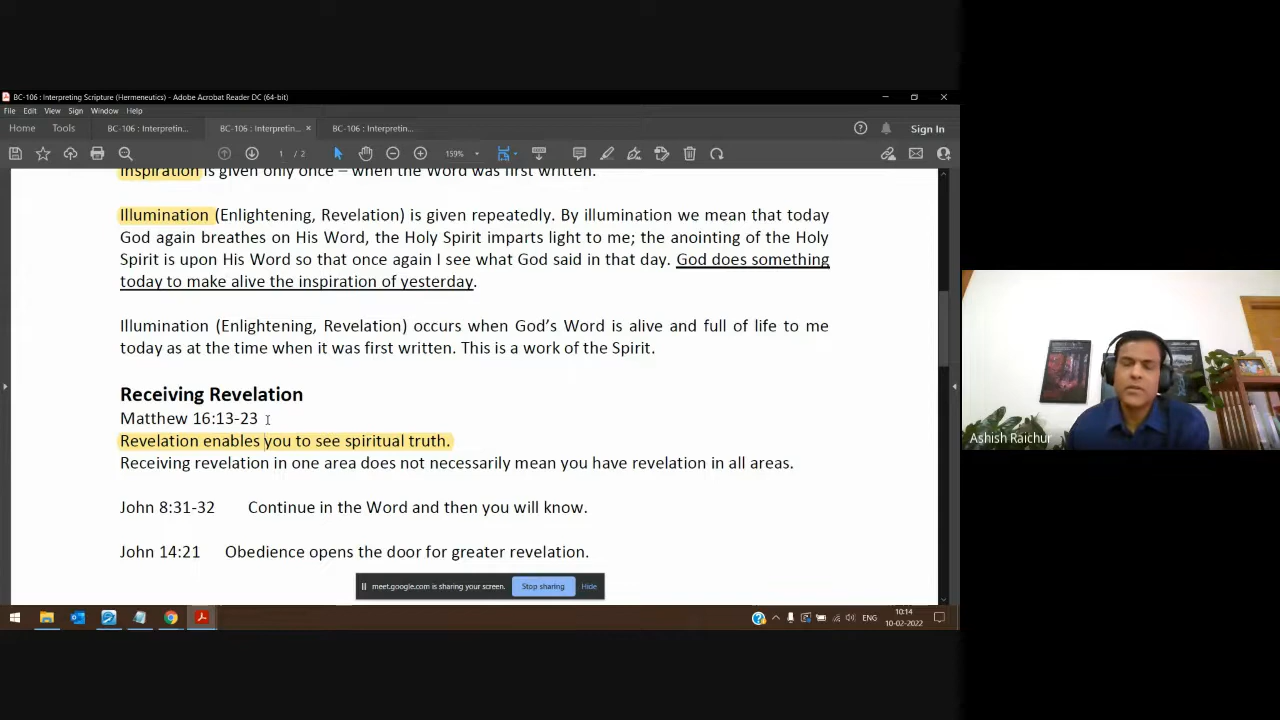 BC-106 : Interpreting Scripture (Hermeneutics) - Adobe Acrobat Reader DC (64-bit)
File Edit View Sign Window Help
Home Tools BC-106 : Interpretin... BC-106 : Interpretin... × BC-106 : Interpretin... Sign In
1 / 2 159%
Inspiration is given only once – when the Word was first written.
Illumination (Enlightening, Revelation) is given repeatedly. By illumination we mean that today
God again breathes on His Word, the Holy Spirit imparts light to me; the anointing of the Holy
Spirit is upon His Word so that once again I see what God said in that day. God does something
today to make alive the inspiration of yesterday.
Illumination (Enlightening, Revelation) occurs when God’s Word is alive and full of life to me
today as at the time when it was first written. This is a work of the Spirit.
Receiving Revelation
Matthew 16:13-23
Revelation enables you to see spiritual truth.
Receiving revelation in one area does not necessarily mean you have revelation in all areas.
John 8:31-32 Continue in the Word and then you will know.
John 14:21 Obedience opens the door for greater revelation.
meet.google.com is sharing your screen. Stop sharing Hide
Ashish Raichur
ENG
10:14
10-02-2022